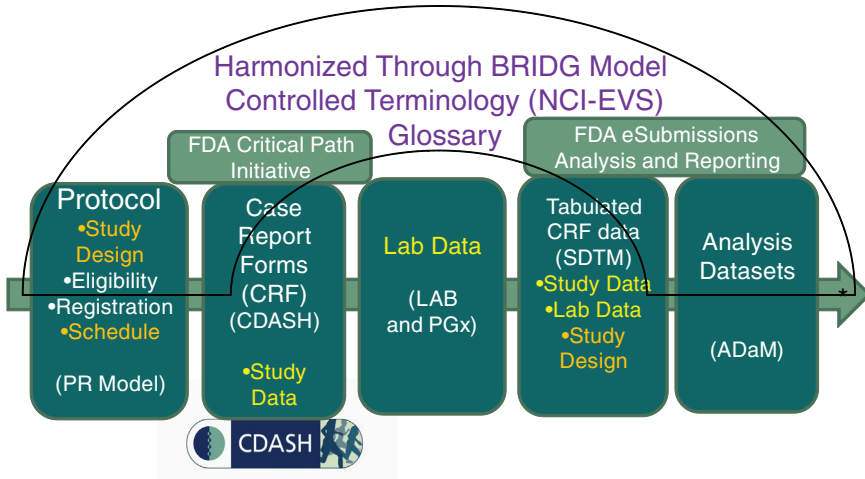 Harmonized Through BRIDG Model
Controlled Terminology (NCI-EVS)
Glossary
FDA Critical Path
Initiative
FDA eSubmissions
Analysis and Reporting
Protocol
•Study
Design
•Eligibility
•Registration
•Schedule
(PR Model)
Case
Report
Forms
(CRF)
(CDASH)
•Study
Data
Lab Data
(LAB
and PGx)
Tabulated
CRF data
(SDTM)
•Study Data
•Lab Data
•Study
Design
Analysis
Datasets
(ADaM)
*
CDASH